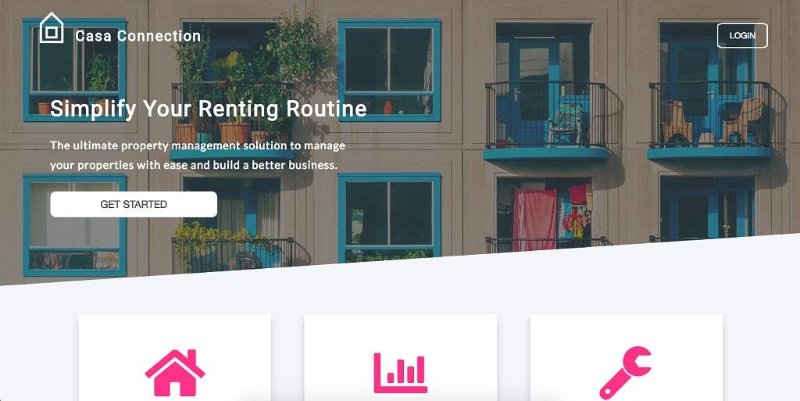 Casa Connection
LOGIN
Simplify Your Renting Routine
The ultimate property management solution to manage
your properties with ease and build a better business.
GET STARTED